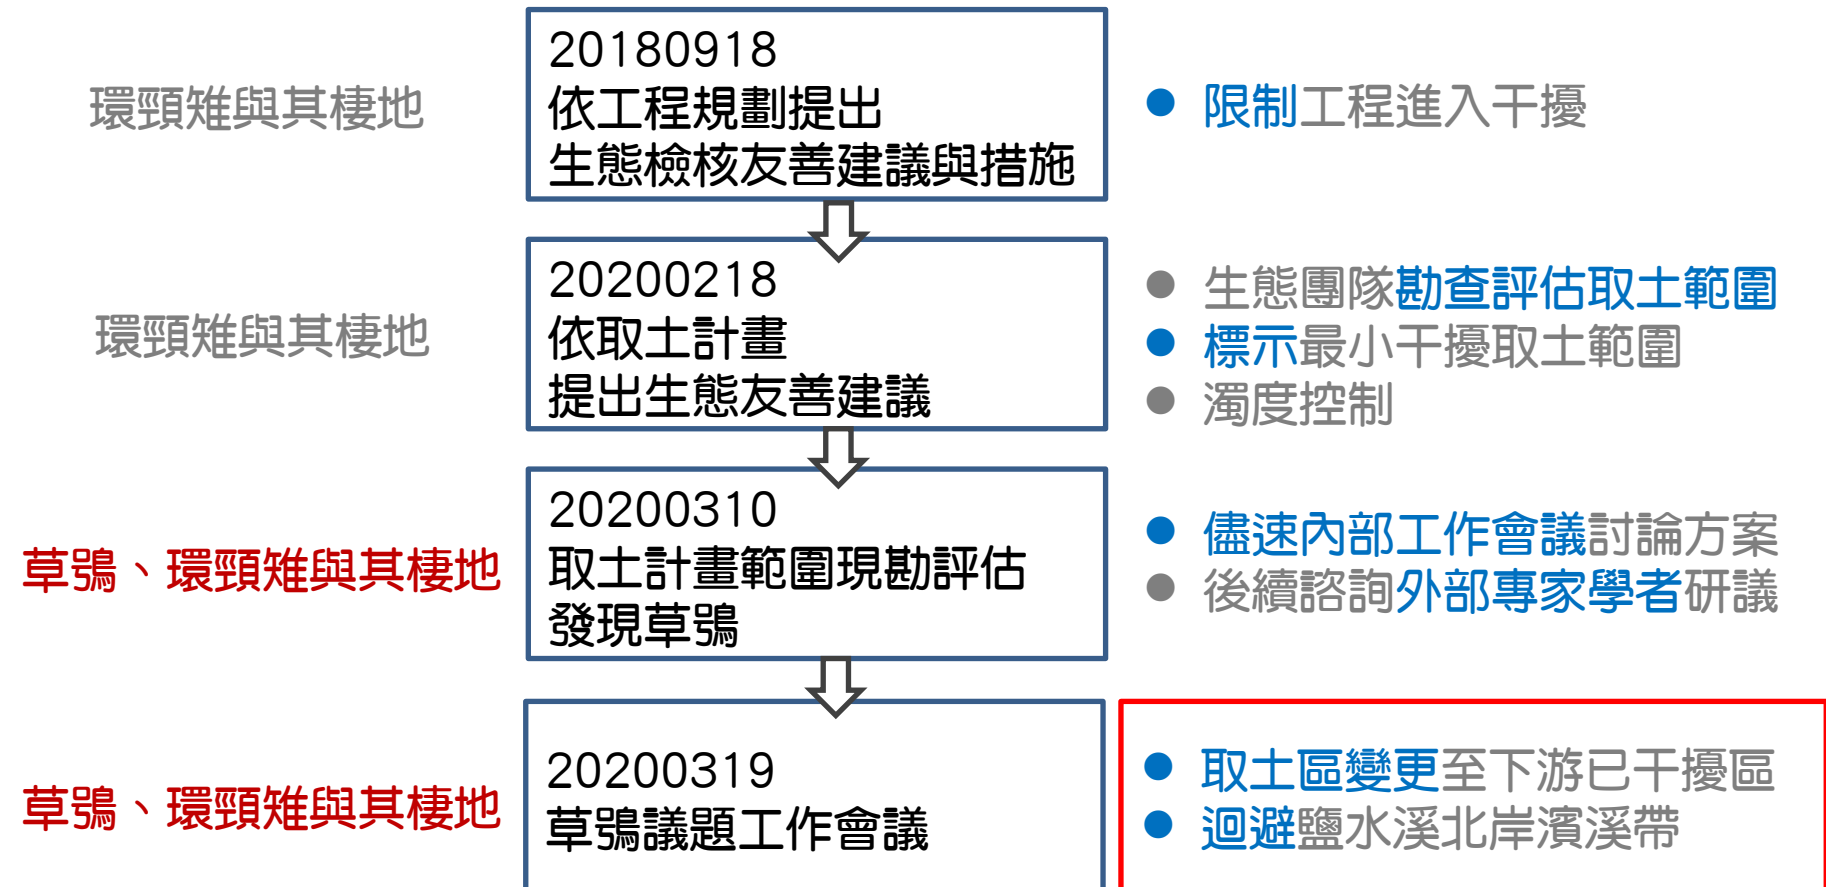 環頸雉與其棲地
20180918
依工程規劃提出
生態檢核友善建議與措施
● 限制工程進入干擾
環頸雉與其棲地
20200218
依取土計畫
提出生態友善建議
● 生態團隊勘查評估取土範圍
● 標示最小干擾取土範圍
● 濁度控制
草鴞、環頸雉與其棲地
20200310
取土計畫範圍現勘評估
發現草鴞
● 儘速內部工作會議討論方案
● 後續諮詢外部專家學者研議
草鴞、環頸雉與其棲地
20200319
草鴞議題工作會議
● 取土區變更至下游已干擾區
● 迴避鹽水溪北岸濱溪帶